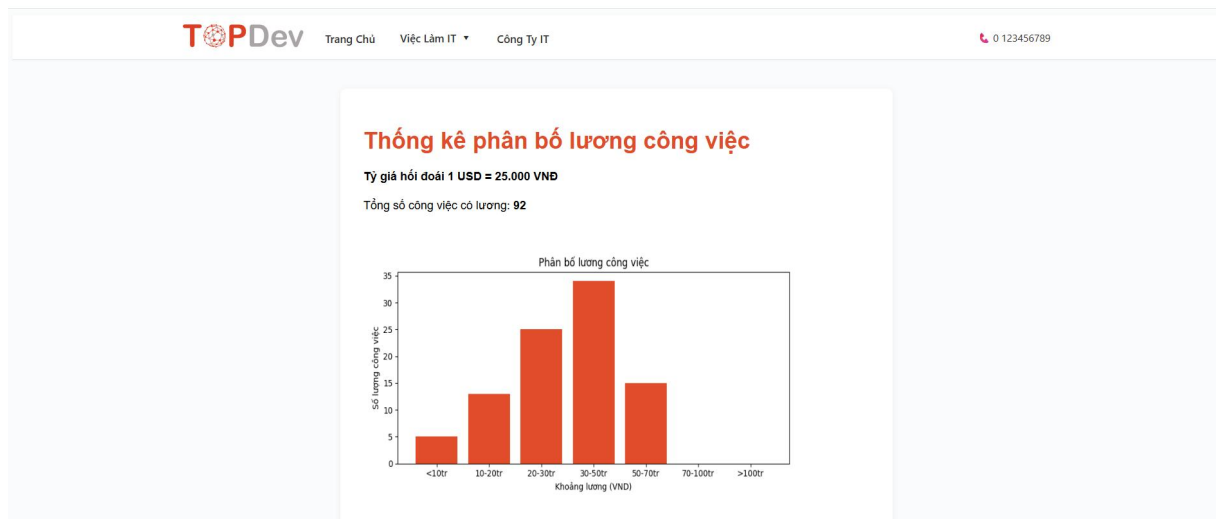 TOPDev Trang Chủ Việc Làm IT ▼ Công Ty IT 0 123456789
Thống kê phân bố lương công việc
Tỷ giá hối đoái 1 USD = 25.000 VNĐ
Tổng số công việc có lương: 92
Phân bố lương công việc
35
30
25
20
15
10
5
0
Số lượng công việc
<10tr 10-20tr 20-30tr 30-50tr 50-70tr 70-100tr >100tr
Khoảng lương (VND)